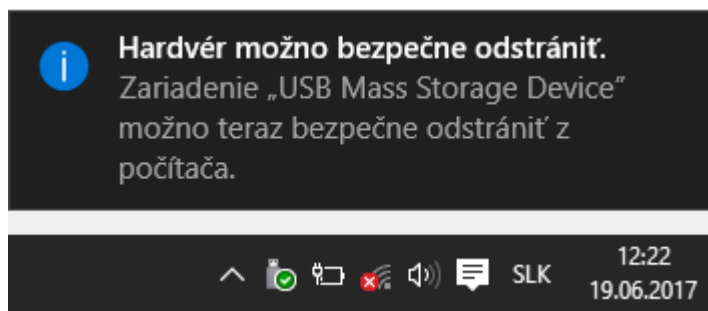 Hardvér možno bezpečne odstrániť.
Zariadenie „USB Mass Storage Device“
možno teraz bezpečne odstrániť z
počítača.
SLK
12:22
19.06.2017